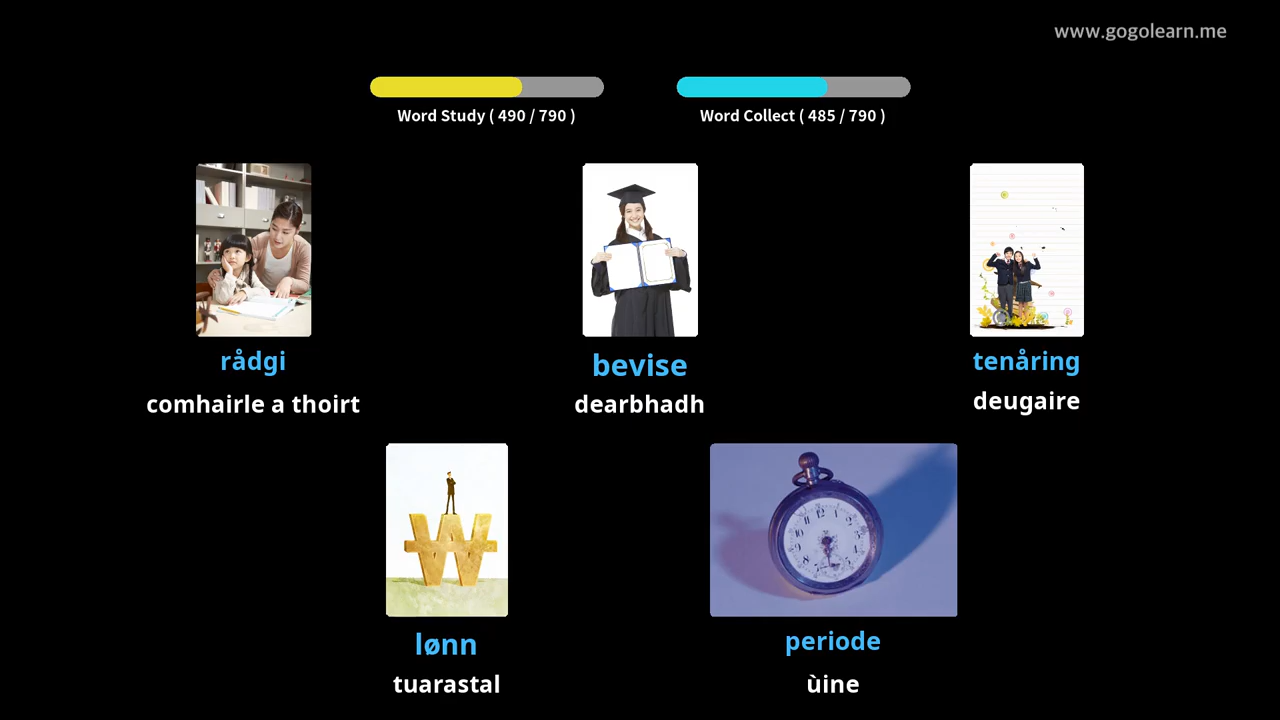 www.gogolearn.me
Word Study ( 490 / 790 )
Word Collect ( 485 / 790 )
rådgi
bevise
tenåring
comhairle a thoirt
dearbhadh
deugaire
lønn
periode
tuarastal
ùine